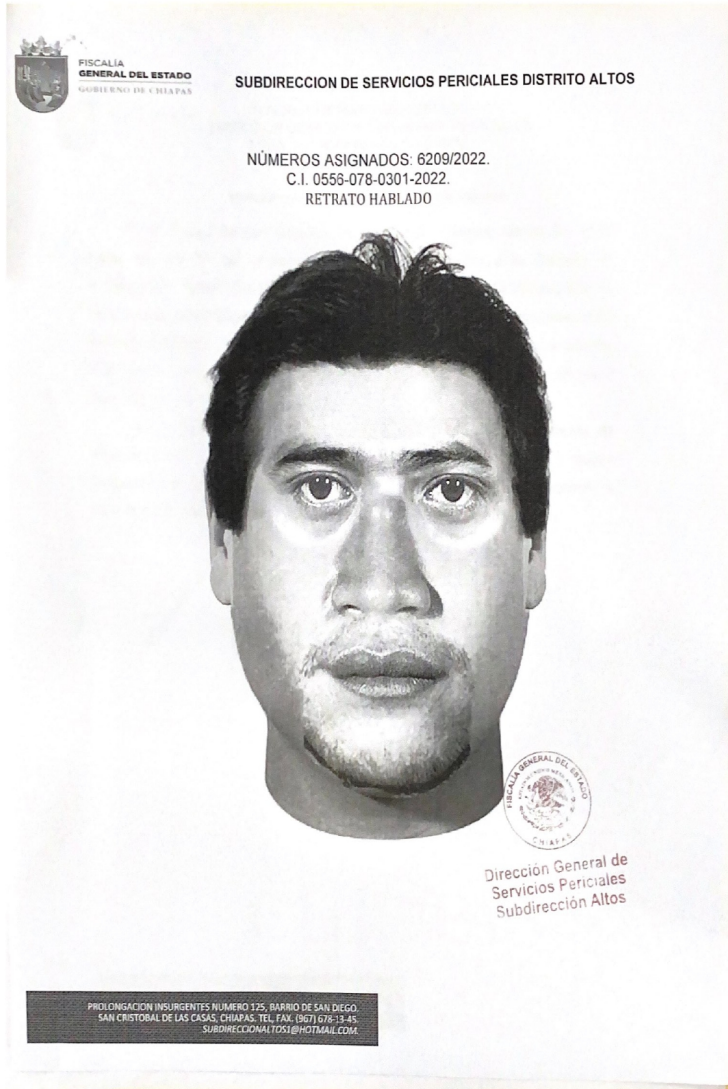 FISCALÍA
GENERAL DEL ESTADO
GOBIERNO DE CHIAPAS
SUBDIRECCION DE SERVICIOS PERICIALES DISTRITO ALTOS
NÚMEROS ASIGNADOS: 6209/2022.
C.I. 0556-078-0301-2022.
RETRATO HABLADO
FISCALÍA GENERAL DEL ESTADO
CHIAPAS
Dirección General de
Servicios Periciales
Subdirección Altos
PROLONGACION INSURGENTES NUMERO 125, BARRIO DE SAN DIEGO.
SAN CRISTOBAL DE LAS CASAS, CHIAPAS. TEL, FAX. (967) 678-13-45.
SUBDIRECCIONALTOS1@HOTMAIL.COM.